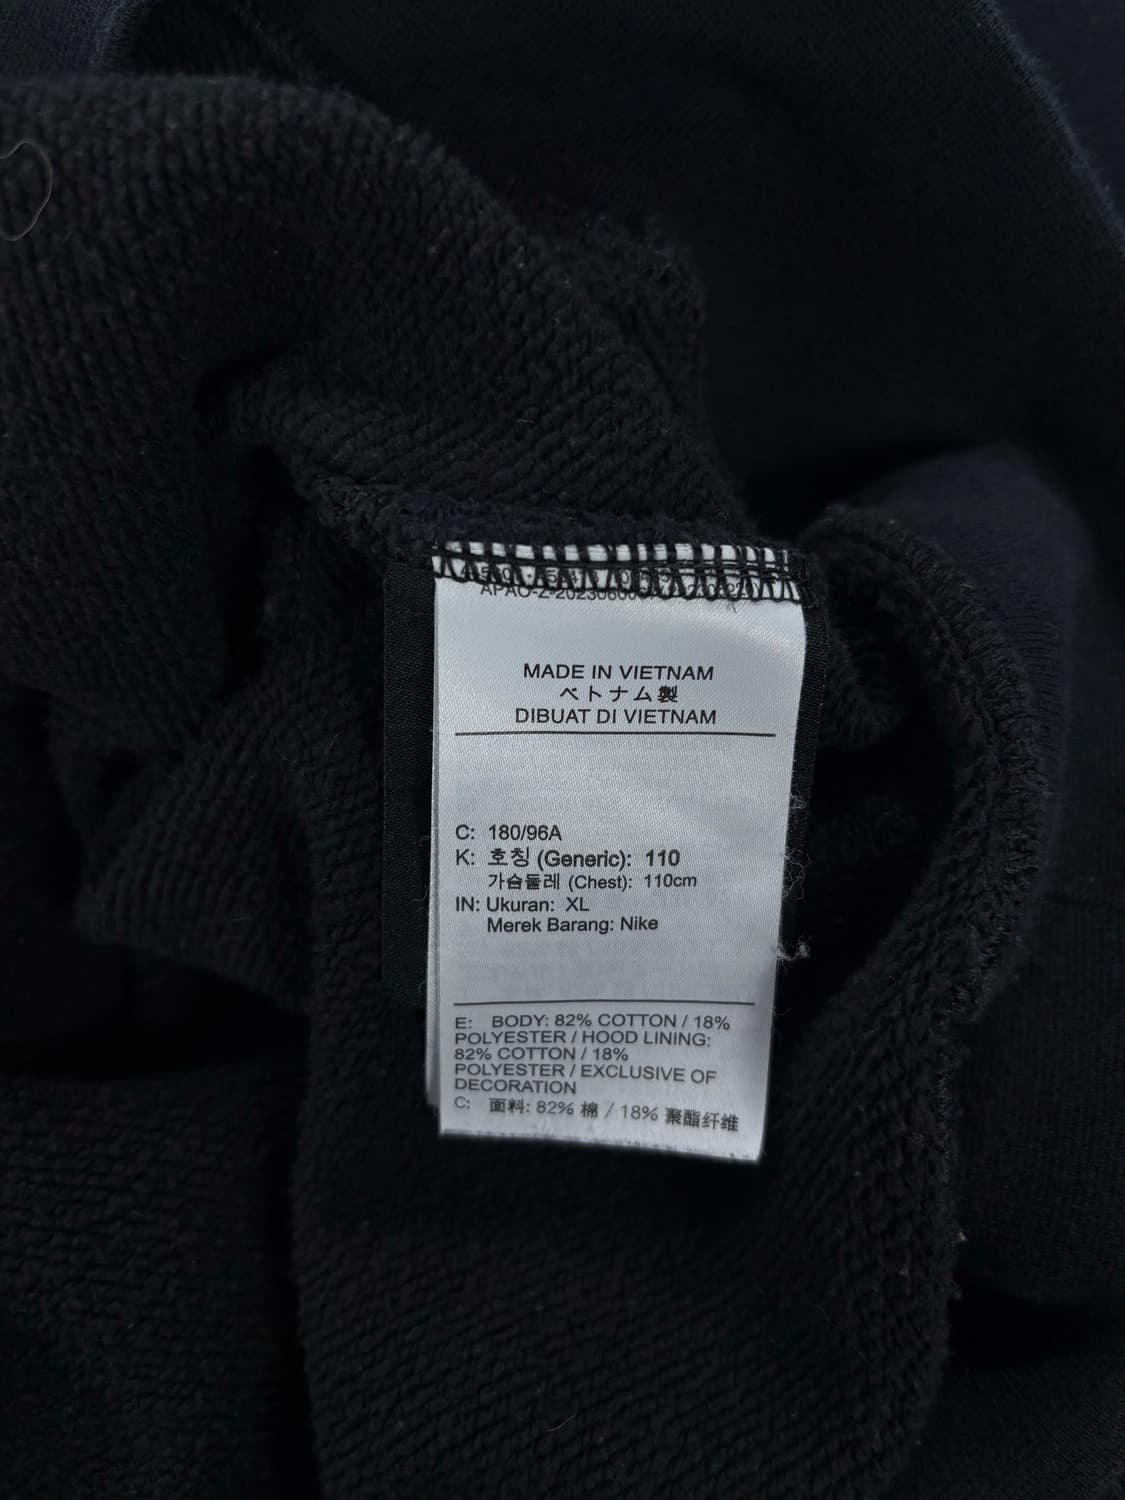 MADE IN VIETNAM
ベトナム製
DIBUAT DI VIETNAM
C: 180/96A
K: 호칭 (Generic): 110
가슴둘레 (Chest): 110cm
IN: Ukuran: XL
Merek Barang: Nike
E: BODY: 82% COTTON / 18%
POLYESTER / HOOD LINING:
82% COTTON / 18%
POLYESTER / EXCLUSIVE OF
DECORATION
C: 面料: 82% 棉 / 18% 聚酯纤维